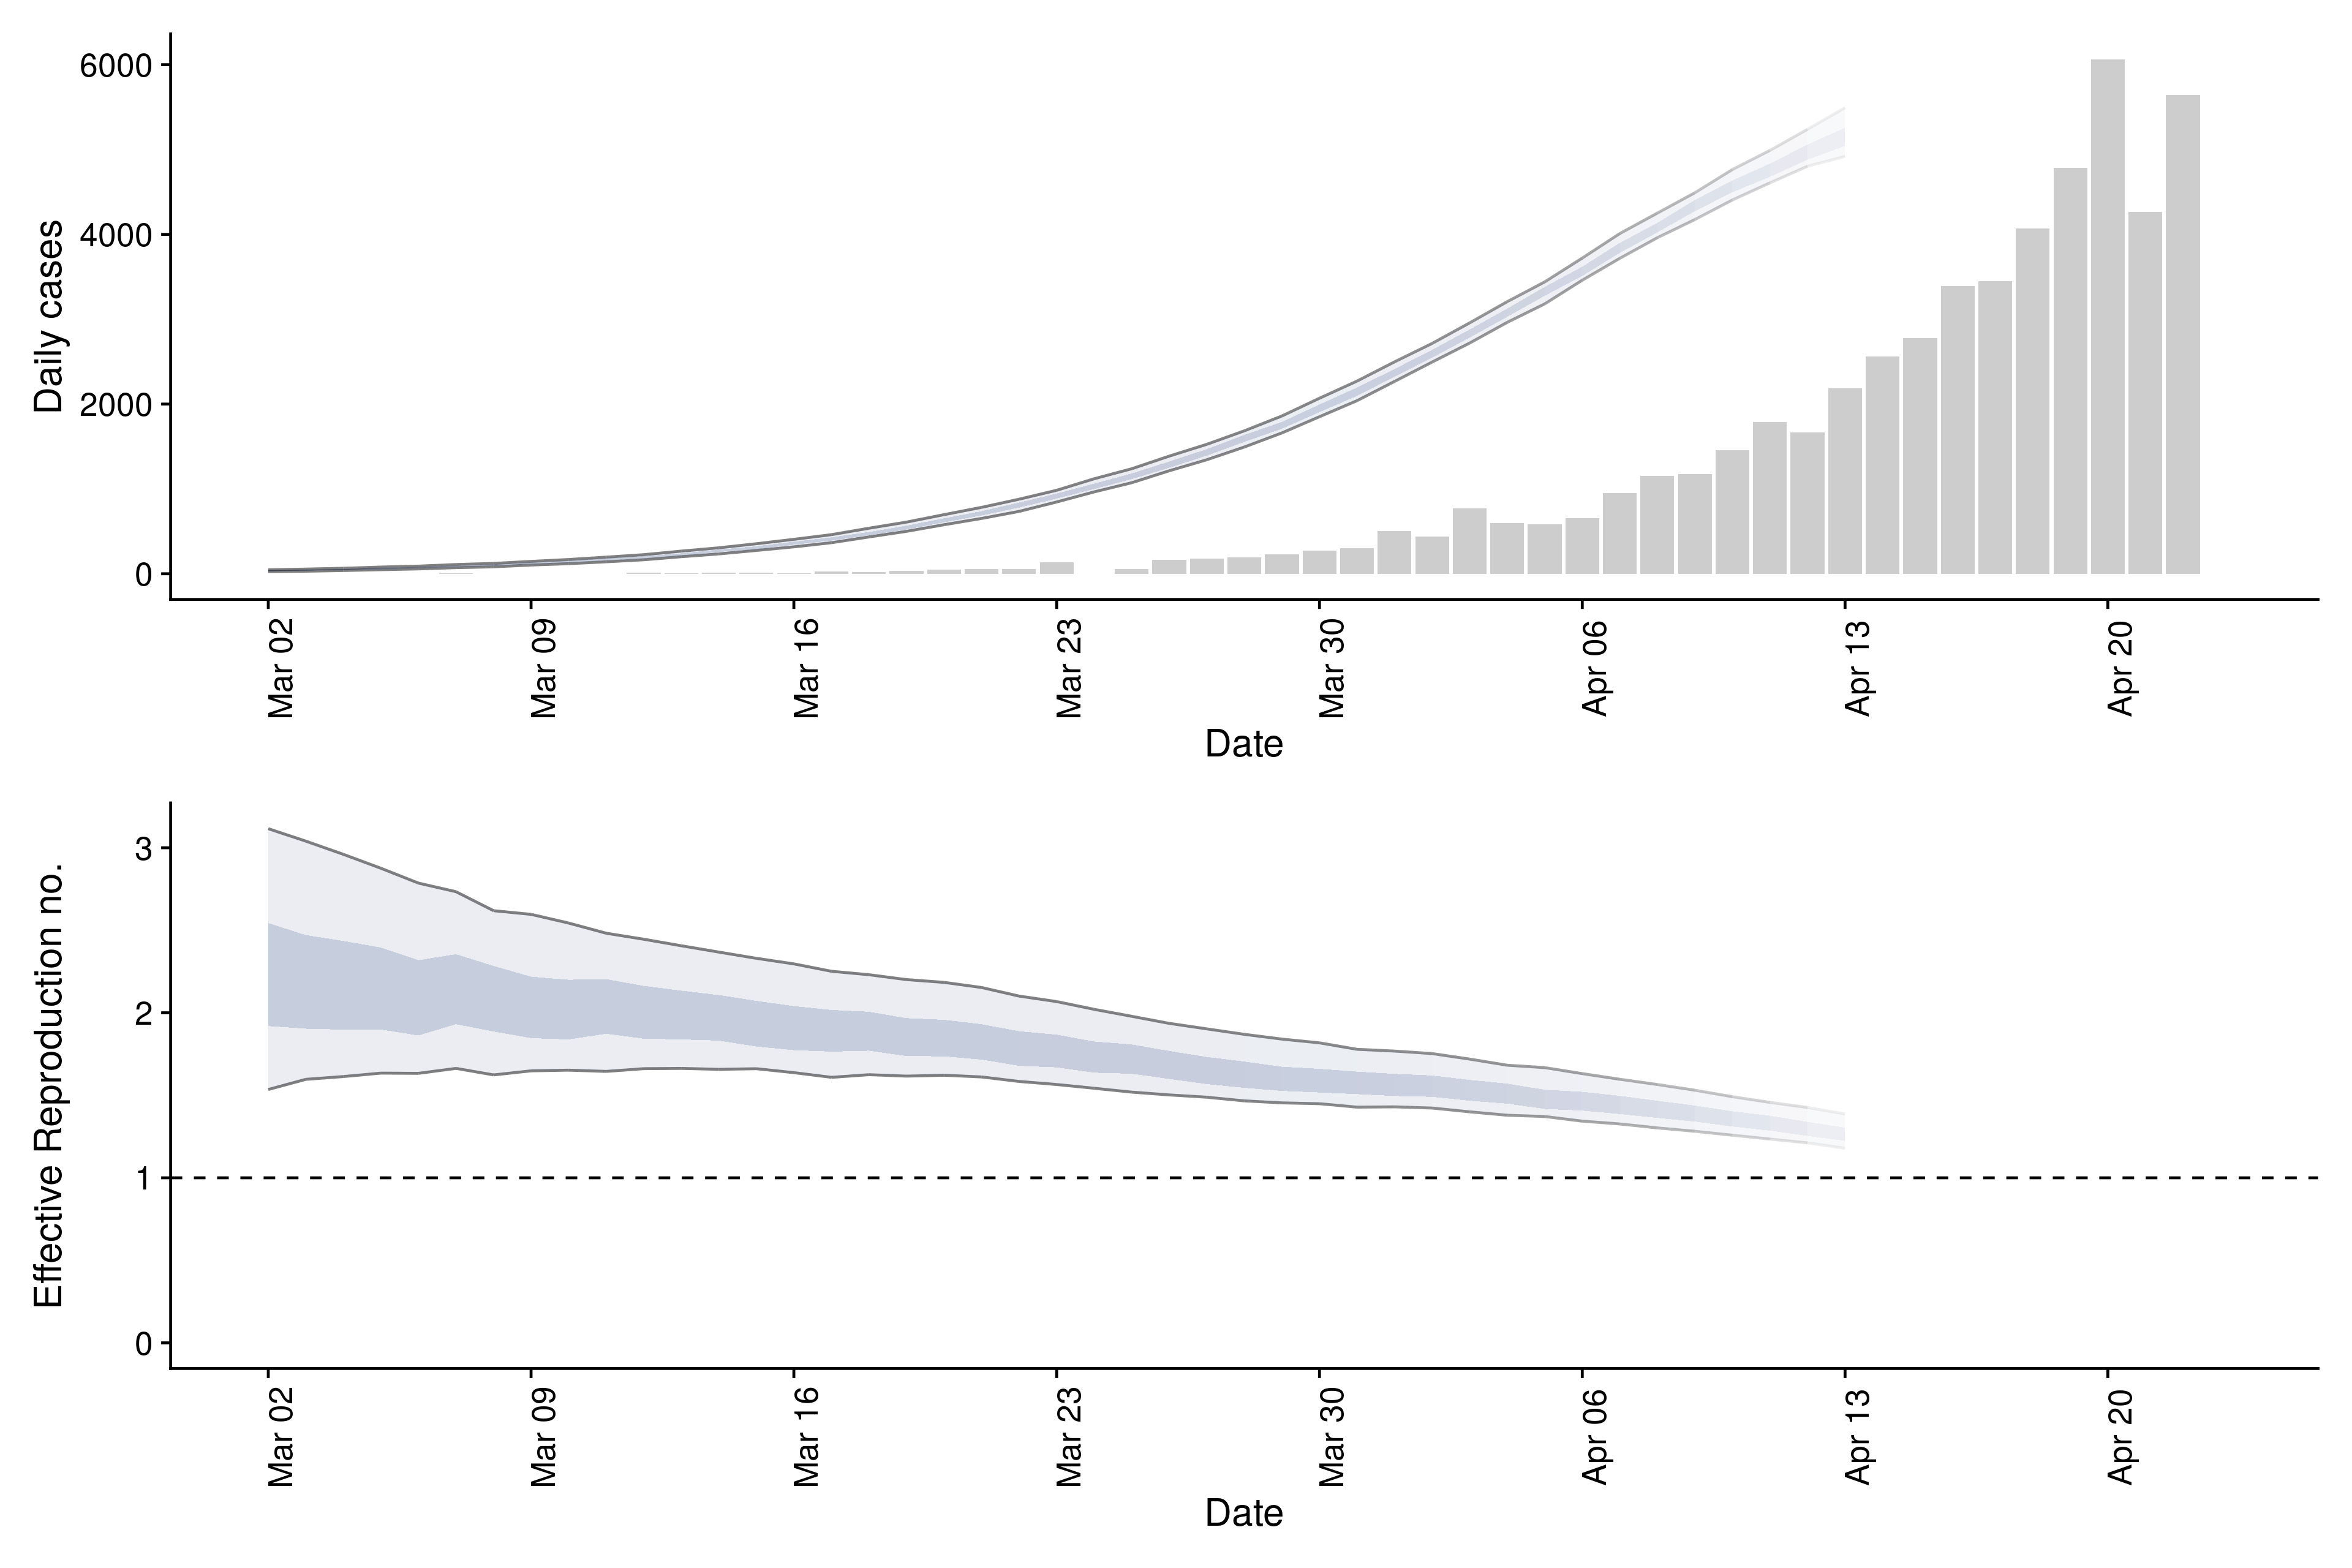 Daily cases
6000
4000
2000
0
Mar 02
Mar 09
Mar 16
Mar 23
Mar 30
Apr 06
Apr 13
Apr 20
Date
Effective Reproduction no.
3
2
1
0
Mar 02
Mar 09
Mar 16
Mar 23
Mar 30
Apr 06
Apr 13
Apr 20
Date